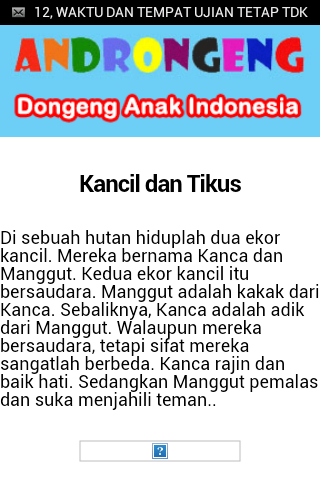 12, WAKTU DAN TEMPAT UJIAN TETAP TDK
ANDRONGENG
Dongeng Anak Indonesia
Kancil dan Tikus
Di sebuah hutan hiduplah dua ekor
kancil. Mereka bernama Kanca dan
Manggut. Kedua ekor kancil itu
bersaudara. Manggut adalah kakak dari
Kanca. Sebaliknya, Kanca adalah adik
dari Manggut. Walaupun mereka
bersaudara, tetapi sifat mereka
sangatlah berbeda. Kanca rajin dan
baik hati. Sedangkan Manggut pemalas
dan suka menjahili teman..
?